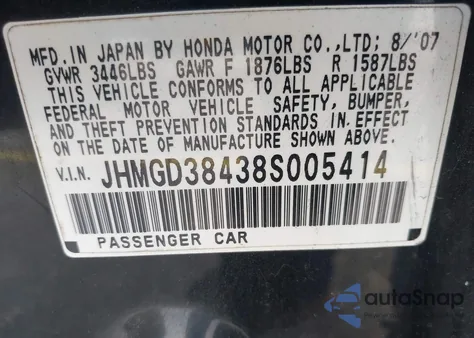 MFD. IN JAPAN BY HONDA MOTOR CO.,LTD; 8/'07
GVWR 3446LBS GAWR F 1876LBS R 1587LBS
THIS VEHICLE CONFORMS TO ALL APPLICABLE
FEDERAL MOTOR VEHICLE SAFETY, BUMPER,
AND THEFT PREVENTION STANDARDS IN EFFECT
ON THE DATE OF MANUFACTURE SHOWN ABOVE.
V.I.N. JHMGD38438S005414
PASSENGER CAR
autoSnap